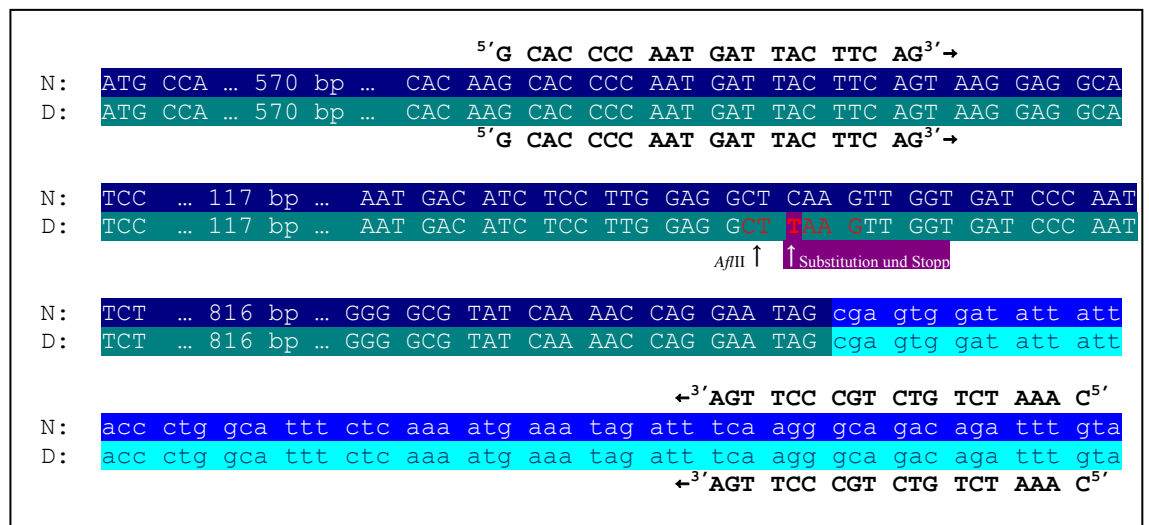 5′G CAC CCC AAT GAT TAC TTC AG3′→
N: ATG CCA … 570 bp … CAC AAG CAC CCC AAT GAT TAC TTC AGT AAG GAG GCA
D: ATG CCA … 570 bp … CAC AAG CAC CCC AAT GAT TAC TTC AGT AAG GAG GCA
5′G CAC CCC AAT GAT TAC TTC AG3′→
N: TCC … 117 bp … AAT GAC ATC TCC TTG GAG GCT CAA GTT GGT GAT CCC AAT
D: TCC … 117 bp … AAT GAC ATC TCC TTG GAG GCT TAA GTT GGT GAT CCC AAT
AflII ↑ ↑ Substitution und Stopp
N: TCT … 816 bp … GGG GCG TAT CAA AAC CAG GAA TAG cga gtg gat att att
D: TCT … 816 bp … GGG GCG TAT CAA AAC CAG GAA TAG cga gtg gat att att
←3′AGT TCC CGT CTG TCT AAA C5′
N: acc ctg gca ttt ctc aaa atg aaa tag att tca agg gca gac aga ttt gta
D: acc ctg gca ttt ctc aaa atg aaa tag att tca agg gca gac aga ttt gta
←3′AGT TCC CGT CTG TCT AAA C5′